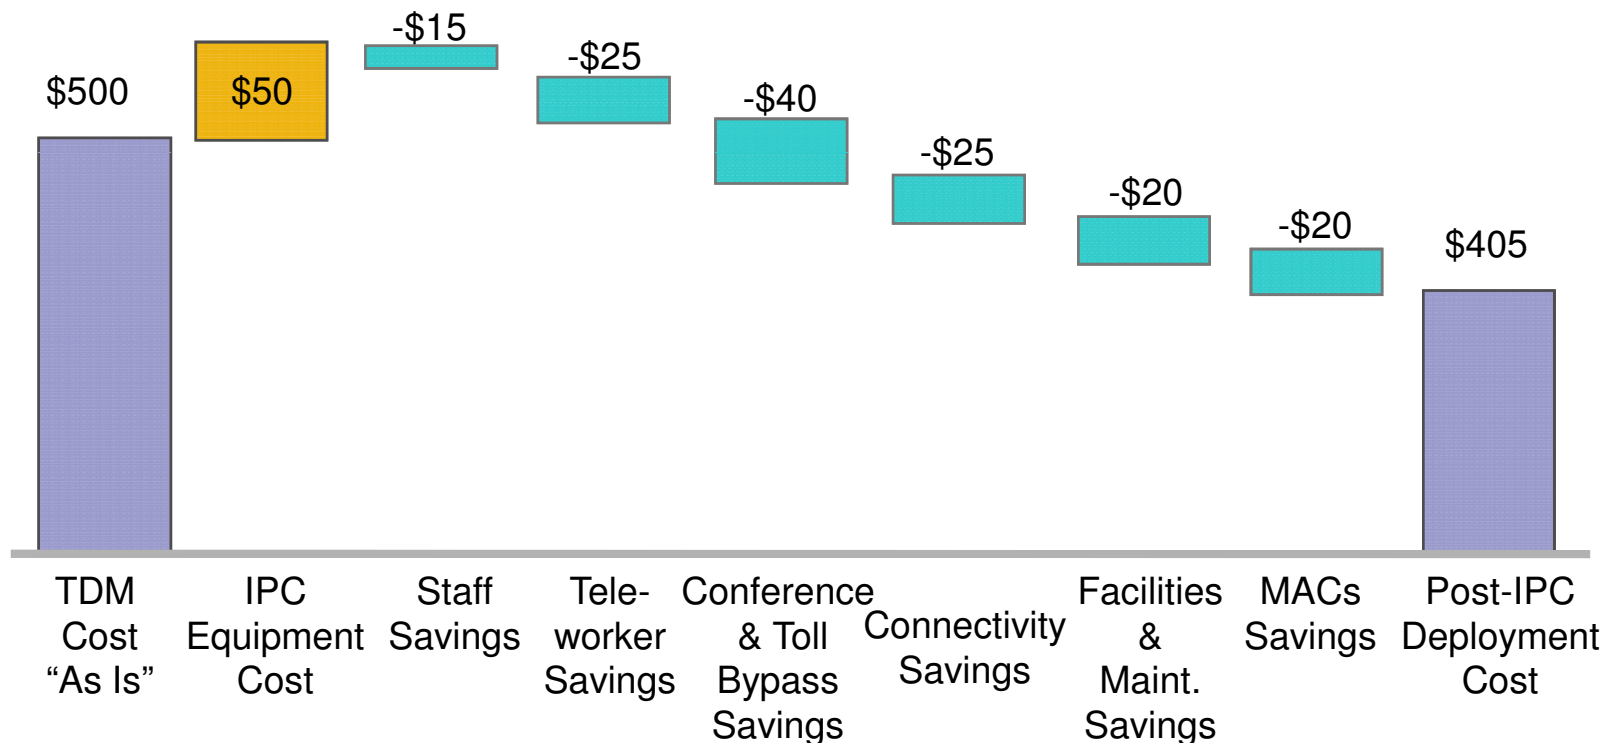 -$15
-$25
-$40
$500
$50
-$25
-$20
-$20
$405
TDM
Cost
“As Is”
IPC
Equipment
Cost
Staff
Savings
Tele-
worker
Savings
Conference
& Toll
Bypass
Savings
Connectivity
Savings
Facilities
&
Maint.
Savings
MACs
Savings
Post-IPC
Deployment
Cost